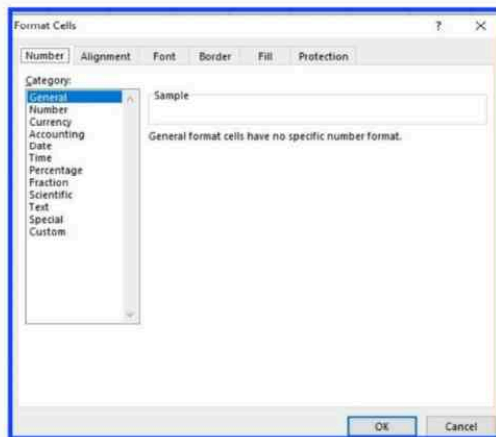 Format Cells ? ×
Number Alignment Font Border Fill Protection
Category:
General
Number
Currency
Accounting
Date
Time
Percentage
Fraction
Scientific
Text
Special
Custom
Sample
General format cells have no specific number format.
OK Cancel